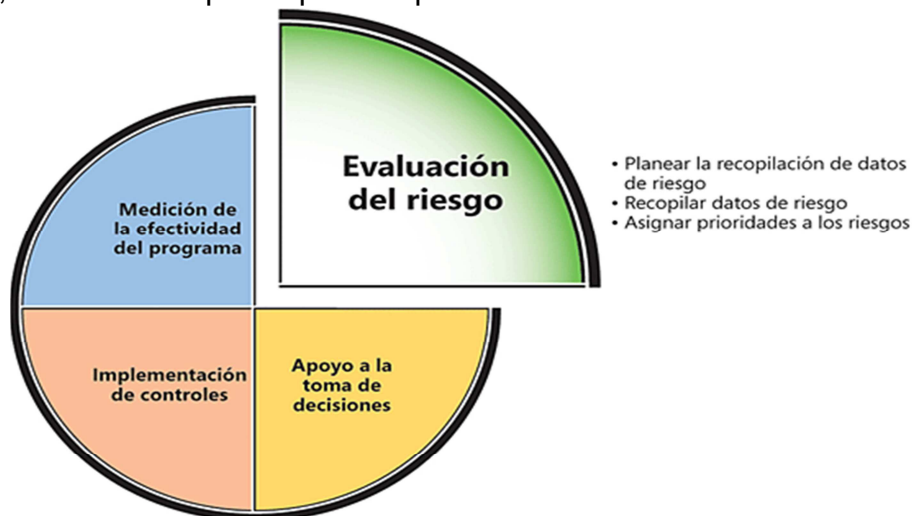 Evaluación
del riesgo
• Planear la recopilación de datos
de riesgo
• Recopilar datos de riesgo
• Asignar prioridades a los riesgos
Medición de
la efectividad
del programa
Implementación
de controles
Apoyo a la
toma de
decisiones